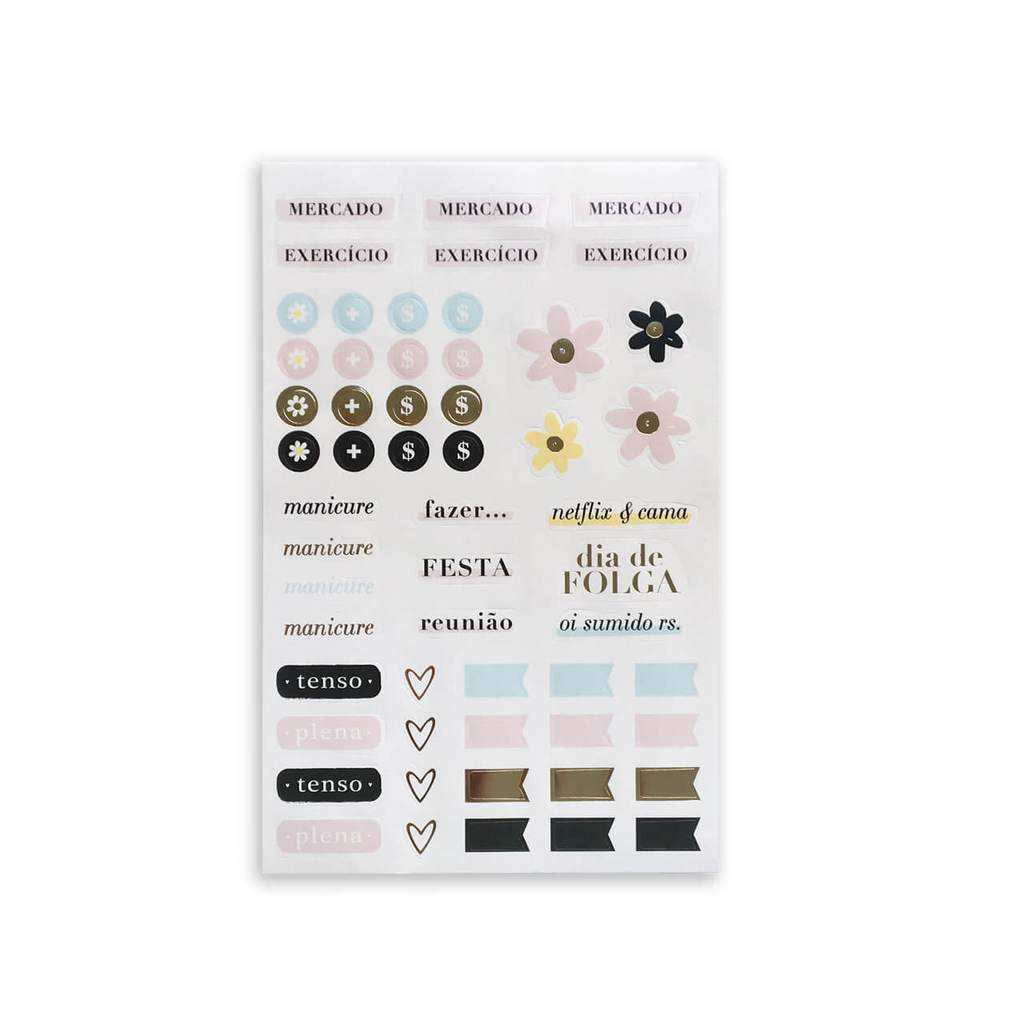 MERCADO MERCADO MERCADO
EXERCÍCIO EXERCÍCIO EXERCÍCIO
+ $ $
+ $ $
+ $ $
+ $ $
manicure
manicure
manicure
manicure
fazer...
FESTA
reunião
netflix & cama
dia de
FOLGA
oi sumido rs.
tenso
plena
tenso
plena